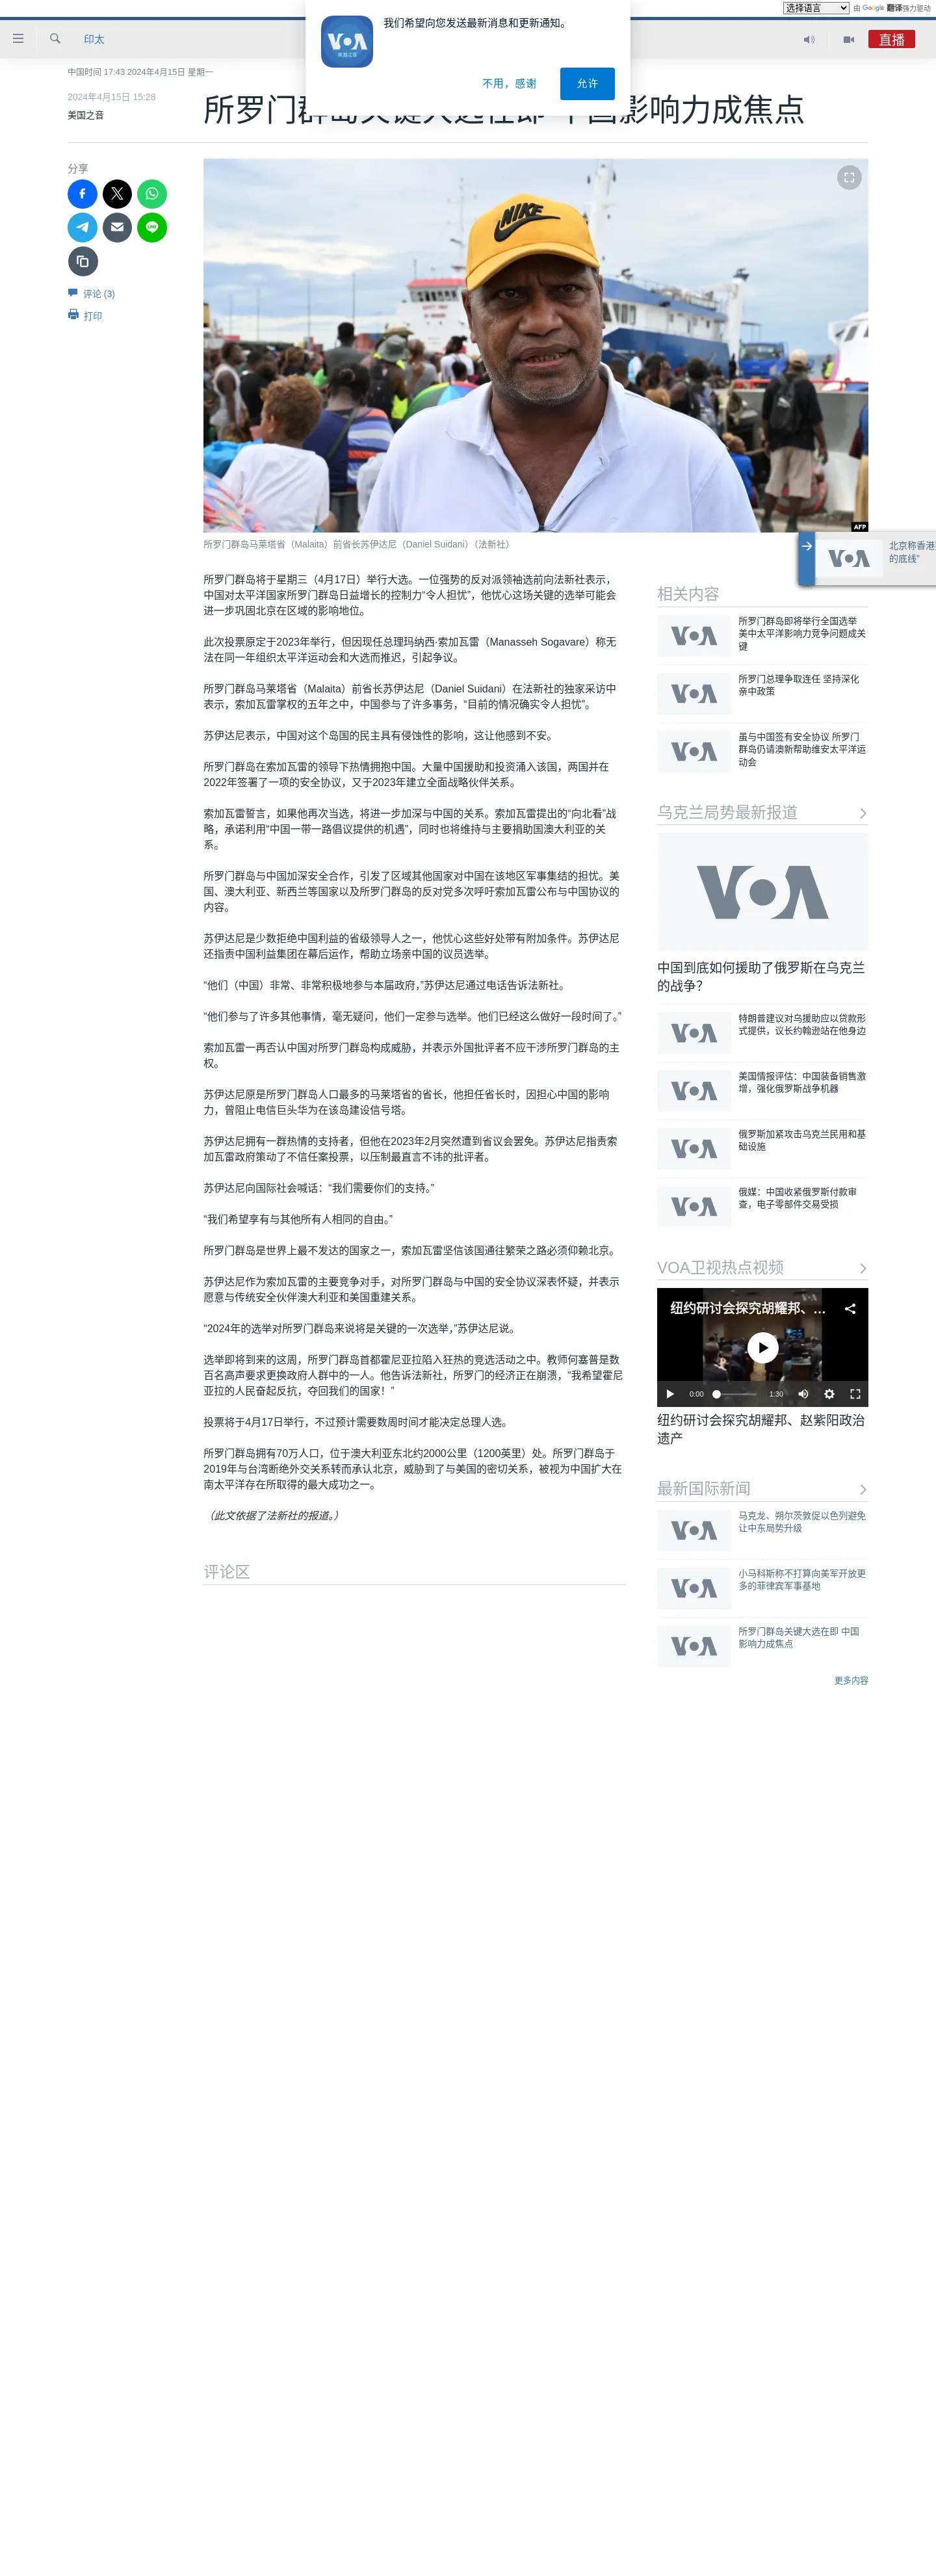 选择语言
由 Google 翻译强力驱动
我们希望向您发送最新消息和更新通知。
VOA
美国之音
不用，感谢
允许
印太
直播
中国时间 17:43 2024年4月15日 星期一
2024年4月15日 15:28
美国之音
所罗门群岛关键大选在即 中国影响力成焦点
分享
评论 (3)
打印
NIKE
AFP
所罗门群岛马莱塔省（Malaita）前省长苏伊达尼（Daniel Suidani）（法新社）
北京称香港
的底线”
所罗门群岛将于星期三（4月17日）举行大选。一位强势的反对派领袖选前向法新社表示，
中国对太平洋国家所罗门群岛日益增长的控制力“令人担忧”，他忧心这场关键的选举可能会
进一步巩固北京在区域的影响地位。
此次投票原定于2023年举行，但因现任总理玛纳西·索加瓦雷（Manasseh Sogavare）称无
法在同一年组织太平洋运动会和大选而推迟，引起争议。
所罗门群岛马莱塔省（Malaita）前省长苏伊达尼（Daniel Suidani）在法新社的独家采访中
表示，索加瓦雷掌权的五年之中，中国参与了许多事务，“目前的情况确实令人担忧”。
苏伊达尼表示，中国对这个岛国的民主具有侵蚀性的影响，这让他感到不安。
所罗门群岛在索加瓦雷的领导下热情拥抱中国。大量中国援助和投资涌入该国，两国并在
2022年签署了一项的安全协议，又于2023年建立全面战略伙伴关系。
索加瓦雷誓言，如果他再次当选，将进一步加深与中国的关系。索加瓦雷提出的“向北看”战
略，承诺利用“中国一带一路倡议提供的机遇”，同时也将维持与主要捐助国澳大利亚的关
系。
所罗门群岛与中国加深安全合作，引发了区域其他国家对中国在该地区军事集结的担忧。美
国、澳大利亚、新西兰等国家以及所罗门群岛的反对党多次呼吁索加瓦雷公布与中国协议的
内容。
苏伊达尼是少数拒绝中国利益的省级领导人之一，他忧心这些好处带有附加条件。苏伊达尼
还指责中国利益集团在幕后运作，帮助立场亲中国的议员选举。
“他们（中国）非常、非常积极地参与本届政府，”苏伊达尼通过电话告诉法新社。
“他们参与了许多其他事情，毫无疑问，他们一定参与选举。他们已经这么做好一段时间了。”
索加瓦雷一再否认中国对所罗门群岛构成威胁，并表示外国批评者不应干涉所罗门群岛的主
权。
苏伊达尼原是所罗门群岛人口最多的马莱塔省的省长，他担任省长时，因担心中国的影响
力，曾阻止电信巨头华为在该岛建设信号塔。
苏伊达尼拥有一群热情的支持者，但他在2023年2月突然遭到省议会罢免。苏伊达尼指责索
加瓦雷政府策动了不信任案投票，以压制最直言不讳的批评者。
苏伊达尼向国际社会喊话：“我们需要你们的支持。”
“我们希望享有与其他所有人相同的自由。”
所罗门群岛是世界上最不发达的国家之一，索加瓦雷坚信该国通往繁荣之路必须仰赖北京。
苏伊达尼作为索加瓦雷的主要竞争对手，对所罗门群岛与中国的安全协议深表怀疑，并表示
愿意与传统安全伙伴澳大利亚和美国重建关系。
“2024年的选举对所罗门群岛来说将是关键的一次选举，”苏伊达尼说。
选举即将到来的这周，所罗门群岛首都霍尼亚拉陷入狂热的竞选活动之中。教师何塞普是数
百名高声要求更换政府人群中的一人。他告诉法新社，所罗门的经济正在崩溃，“我希望霍尼
亚拉的人民奋起反抗，夺回我们的国家！”
投票将于4月17日举行，不过预计需要数周时间才能决定总理人选。
所罗门群岛拥有70万人口，位于澳大利亚东北约2000公里（1200英里）处。所罗门群岛于
2019年与台湾断绝外交关系转而承认北京，威胁到了与美国的密切关系，被视为中国扩大在
南太平洋存在所取得的最大成功之一。
（此文依据了法新社的报道。）
评论区
相关内容
VOA
所罗门群岛即将举行全国选举
美中太平洋影响力竞争问题成关
键
VOA
所罗门总理争取连任 坚持深化
亲中政策
VOA
虽与中国签有安全协议 所罗门
群岛仍请澳新帮助维安太平洋运
动会
乌克兰局势最新报道
VOA
中国到底如何援助了俄罗斯在乌克兰
的战争？
VOA
特朗普建议对乌援助应以贷款形
式提供，议长约翰逊站在他身边
VOA
美国情报评估：中国装备销售激
增，强化俄罗斯战争机器
VOA
俄罗斯加紧攻击乌克兰民用和基
础设施
VOA
俄媒：中国收紧俄罗斯付款审
查，电子零部件交易受损
VOA卫视热点视频
纽约研讨会探究胡耀邦、...
0:00
1:30
纽约研讨会探究胡耀邦、赵紫阳政治
遗产
最新国际新闻
VOA
马克龙、朔尔茨敦促以色列避免
让中东局势升级
VOA
小马科斯称不打算向美军开放更
多的菲律宾军事基地
VOA
所罗门群岛关键大选在即 中国
影响力成焦点
更多内容